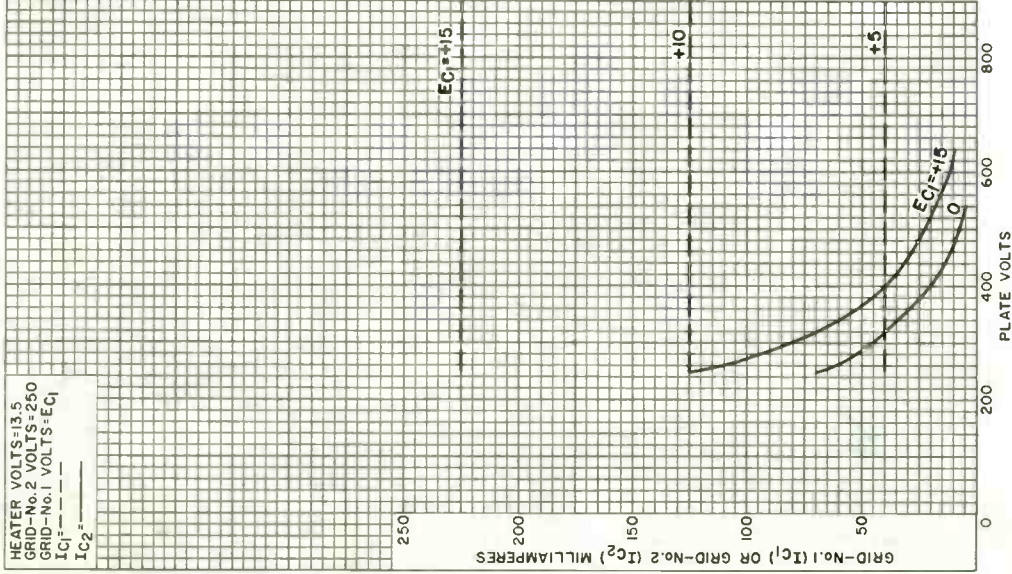 HEATER VOLTS=13.5
GRID-No.2 VOLTS=250
GRID-No.1 VOLTS=EC1
IC1=-----
IC2=———
EC1=+15
+10
+5
EC1=+15
0
250
200
150
100
50
GRID-No.1 (IC1) OR GRID-No.2 (IC2) MILLIAMPERES
0
200
400
600
800
PLATE VOLTS